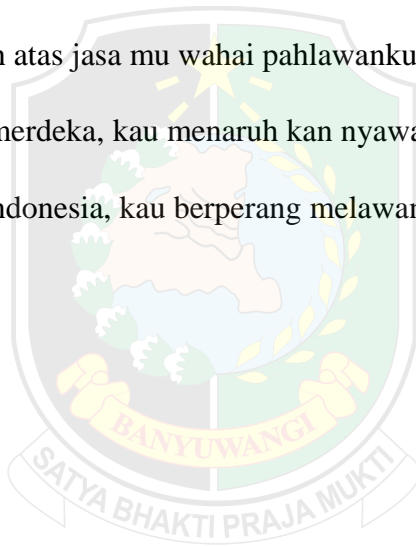 n atas jasa mu wahai pahlawanku
merdeka, kau menaruh kan nyawa
ndonesia, kau berperang melawan
BANYUWANGI
SATYA BHAKTI PRAJA MUKTI